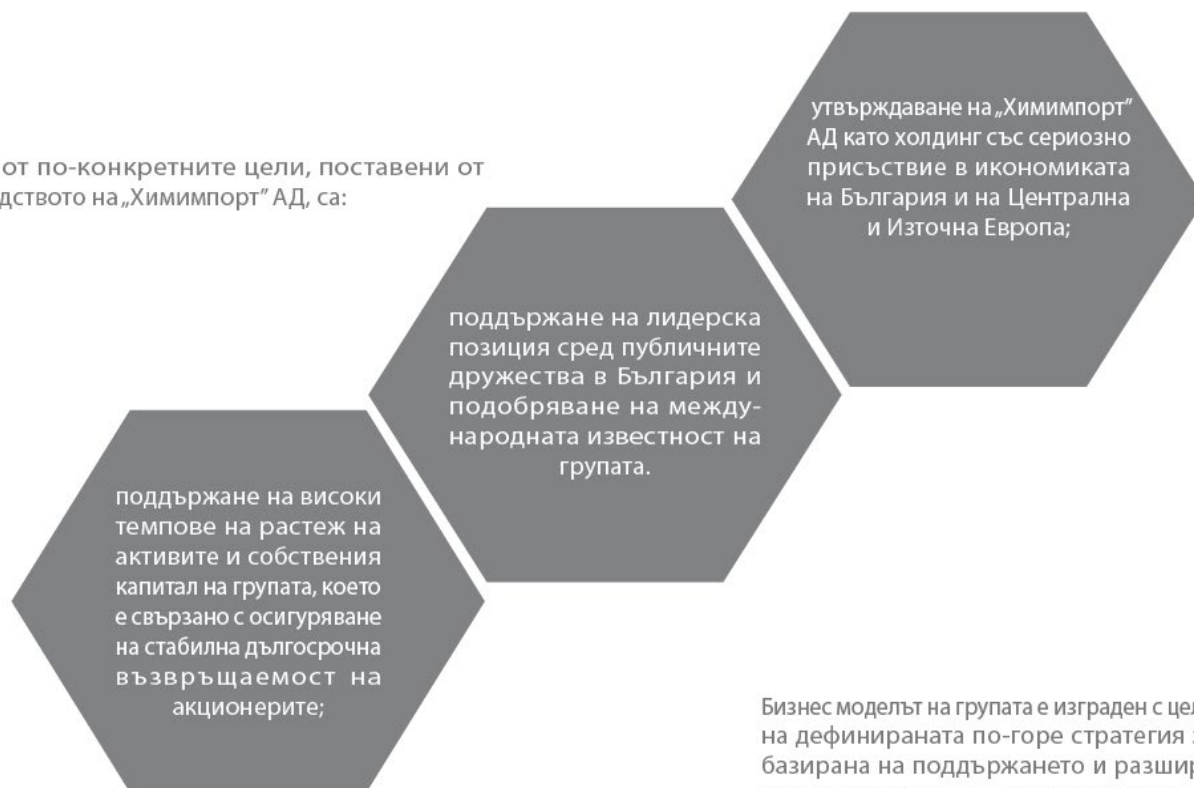 от по-конкретните цели, поставени от
на „Химимпорт” АД, са:
утвърждаване на „Химимпорт”
АД като холдинг със сериозно
присъствие в икономиката
на България и на Централна
и Източна Европа;
поддържане на лидерска
позиция сред публичните
дружества в България и
подобряване на между-
народната известност на
групата.
поддържане на високи
темпове на растеж на
активите и собствения
капитал на групата, което
е свързано с осигуряване
на стабилна дългосрочна
възвръщаемост на
акционерите;
Бизнес моделът на групата е изграден с цел
на дефинираната по-горе стратегия
базирана на поддържането и